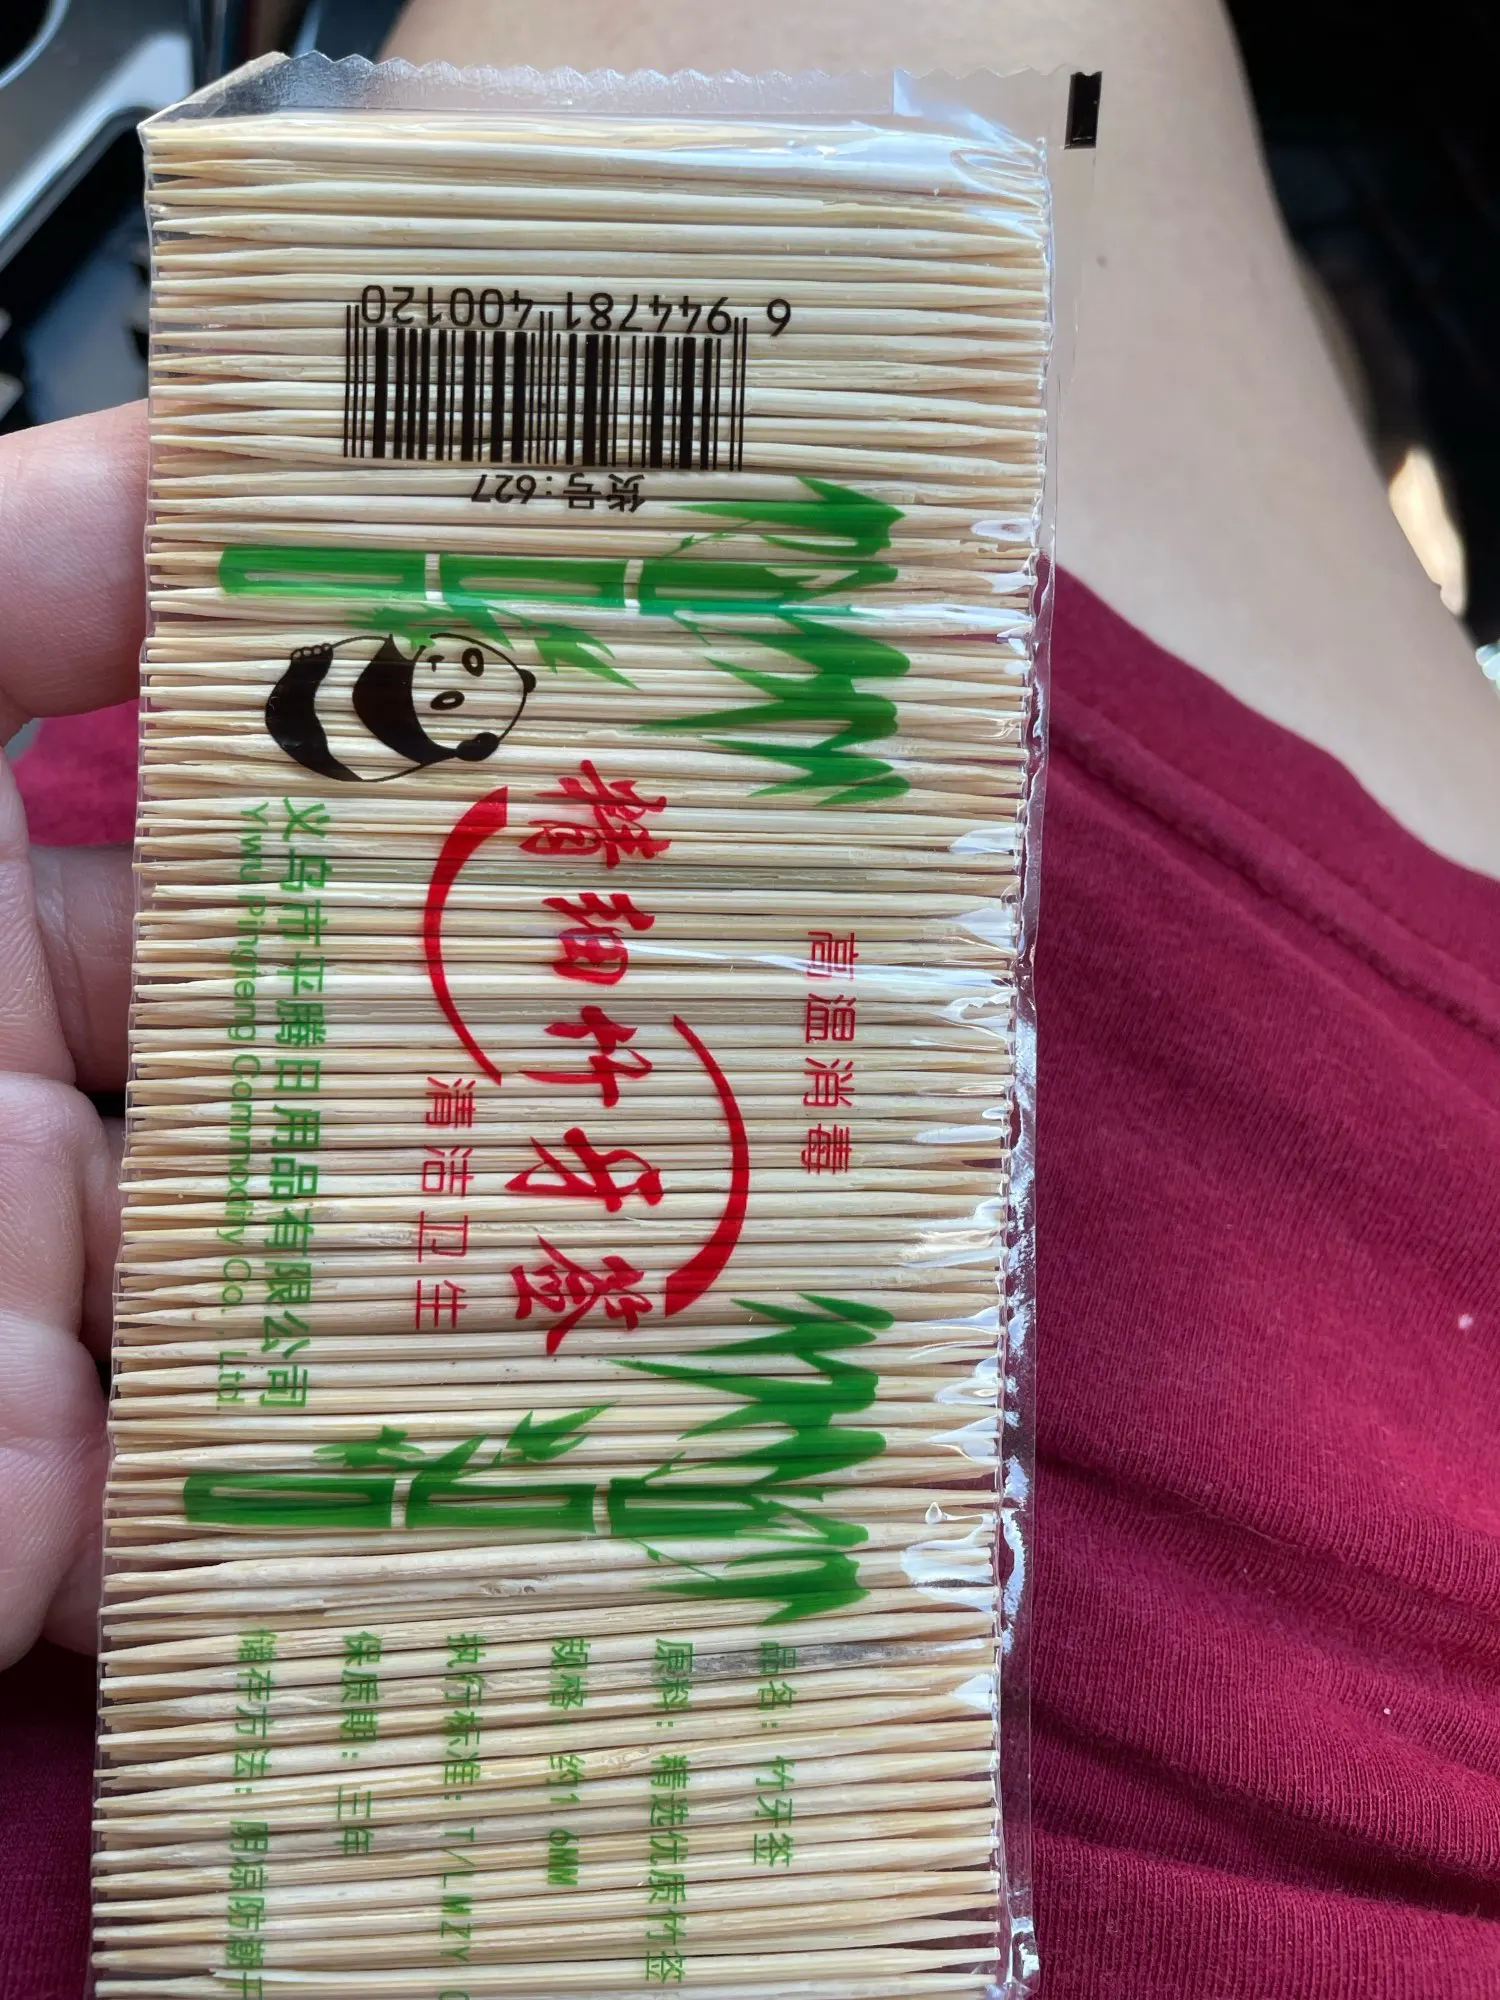 6 944781 400120
货号:627
高温消毒
精细竹牙签
清洁卫生
义乌市平腾日用品有限公司
Yiwu Pingteng Commodity Co. Ltd
品名: 竹牙签
原料: 精选优质竹签
规格: 约1.6MM
执行标准: T/LMZY
保质期: 三年
储存方法: 阴凉防潮干